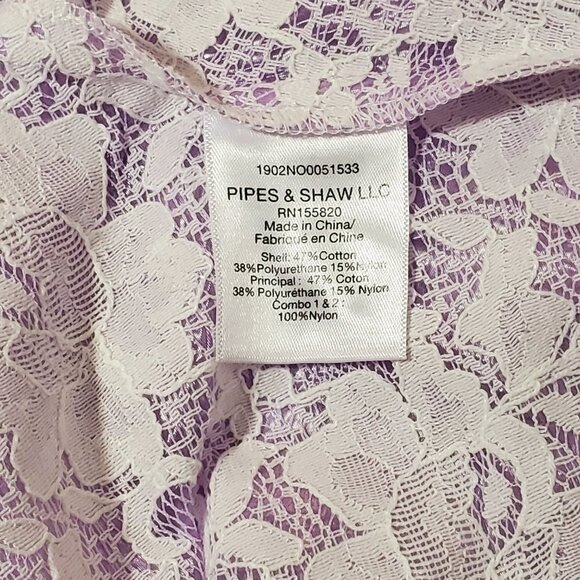 1902NO0051533
PIPES & SHAW LLC
RN155820
Made in China/
Fabriqué en Chine
Shell: 47%Cotton
38%Polyurethane 15%Nylon
Principal : 47% Coton
38% Polyuréthane 15% Nylon
Combo 1 & 2 :
100%Nylon